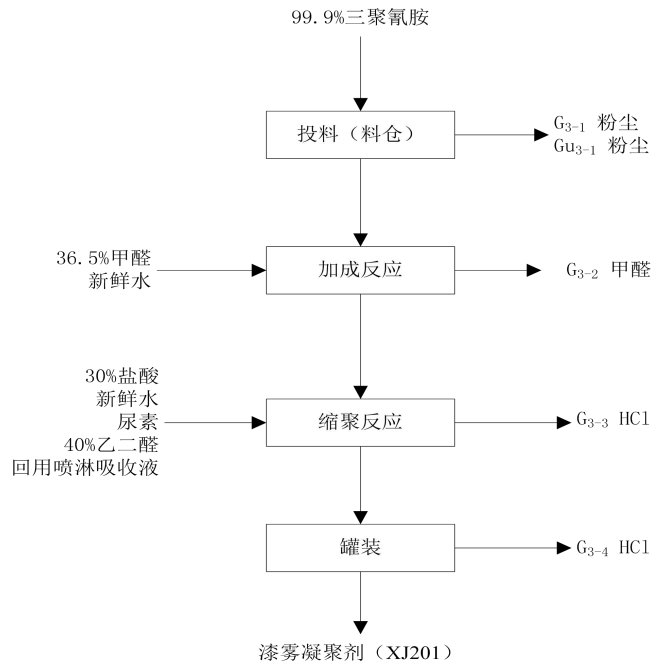 99.9%三聚氰胺
投料（料仓）
G3-1 粉尘
Gu3-1 粉尘
36.5%甲醛
新鲜水
加成反应
G3-2 甲醛
30%盐酸
新鲜水
尿素
40%乙二醛
回用喷淋吸收液
缩聚反应
G3-3 HCl
罐装
G3-4 HCl
漆雾凝聚剂（XJ201）